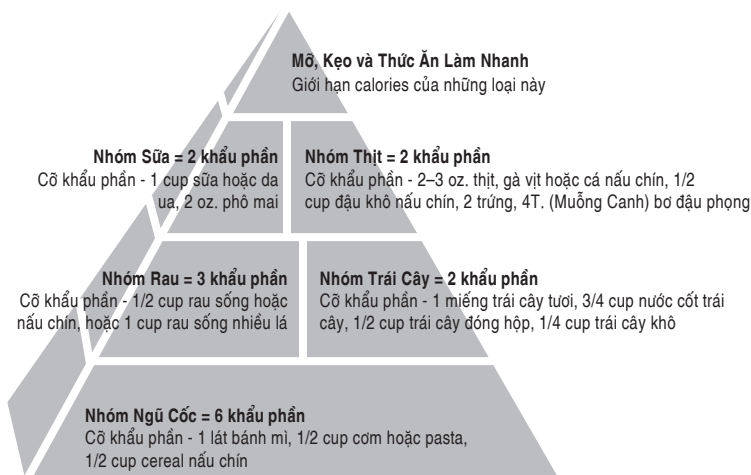 Mỡ, Kẹo và Thức Ăn Làm Nhanh
Giới hạn calories của những loại này
Nhóm Sữa = 2 khẩu phần
Cỡ khẩu phần - 1 cup sữa hoặc da
ua, 2 oz. phô mai
Nhóm Thịt = 2 khẩu phần
Cỡ khẩu phần - 2–3 oz. thịt, gà vịt hoặc cá nấu chín, 1/2
cup đậu khô nấu chín, 2 trứng, 4T. (Muỗng Canh) bơ đậu phọng
Nhóm Rau = 3 khẩu phần
Cỡ khẩu phần - 1/2 cup rau sống hoặc
nấu chín, hoặc 1 cup rau sống nhiều lá
Nhóm Trái Cây = 2 khẩu phần
Cỡ khẩu phần - 1 miếng trái cây tươi, 3/4 cup nước cốt trái
cây, 1/2 cup trái cây đóng hộp, 1/4 cup trái cây khô
Nhóm Ngũ Cốc = 6 khẩu phần
Cỡ khẩu phần - 1 lát bánh mì, 1/2 cup cơm hoặc pasta,
1/2 cup cereal nấu chín